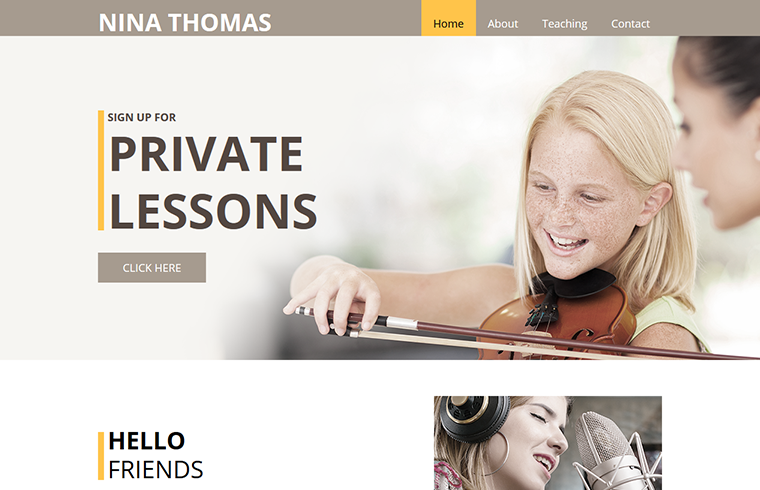 NINA THOMAS
Home About Teaching Contact
SIGN UP FOR
PRIVATE
LESSONS
CLICK HERE
HELLO
FRIENDS